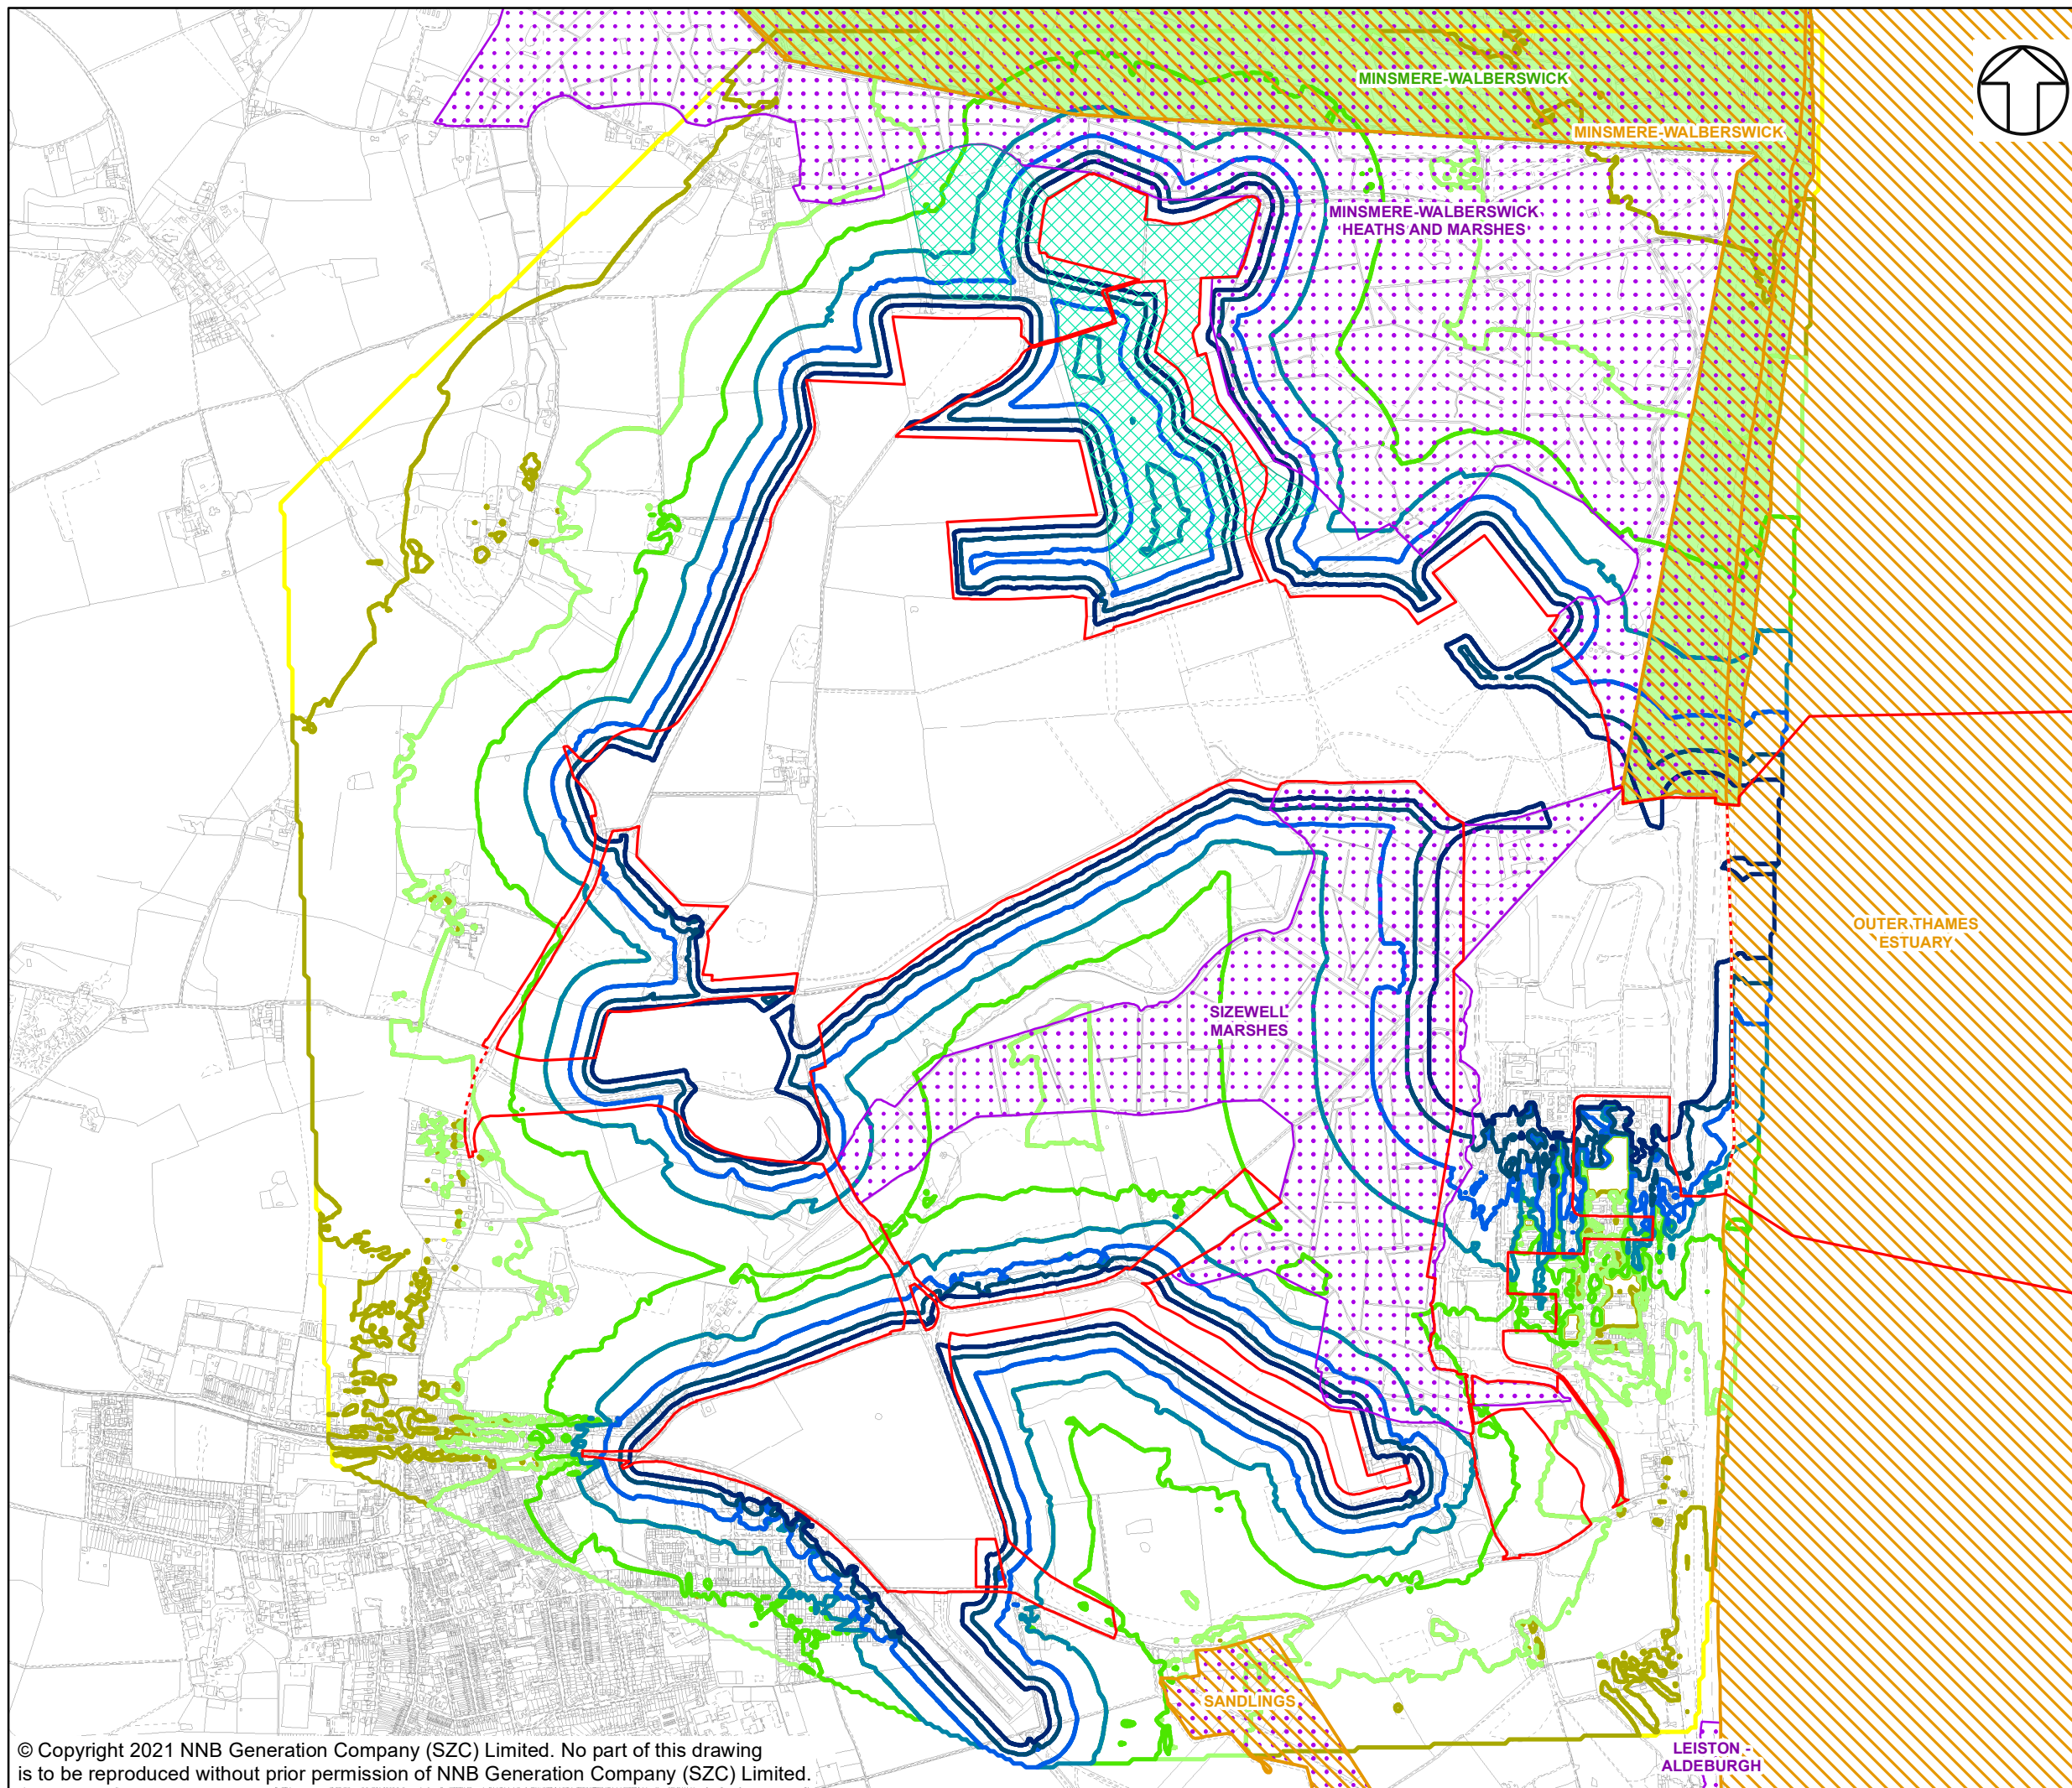 MINSMERE-WALBERSWICK
MINSMERE-WALBERSWICK
MINSMERE-WALBERSWICK
HEATHS AND MARSHES
OUTER THAMES
ESTUARY
SIZEWELL
MARSHES
SANDLINGS
LEISTON -
ALDEBURGH
© Copyright 2021 NNB Generation Company (SZC) Limited. No part of this drawing
is to be reproduced without prior permission of NNB Generation Company (SZC) Limited.